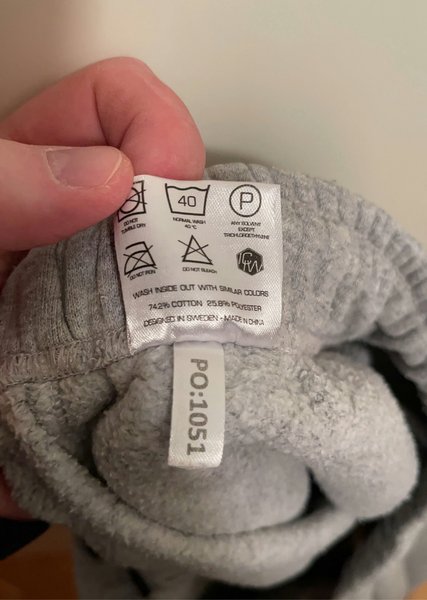 40
P
DO NOT
TUMBLE DRY
NORMAL WASH
40 °C
ANY SOLVENT
EXCEPT
TRICHLOROETHYLENE
DO NOT IRON
DO NOT BLEACH
ICIW
WASH INSIDE OUT WITH SIMILAR COLORS
74.2% COTTON 25.8% POLYESTER
DESIGNED IN SWEDEN - MADE IN CHINA
PO:1051